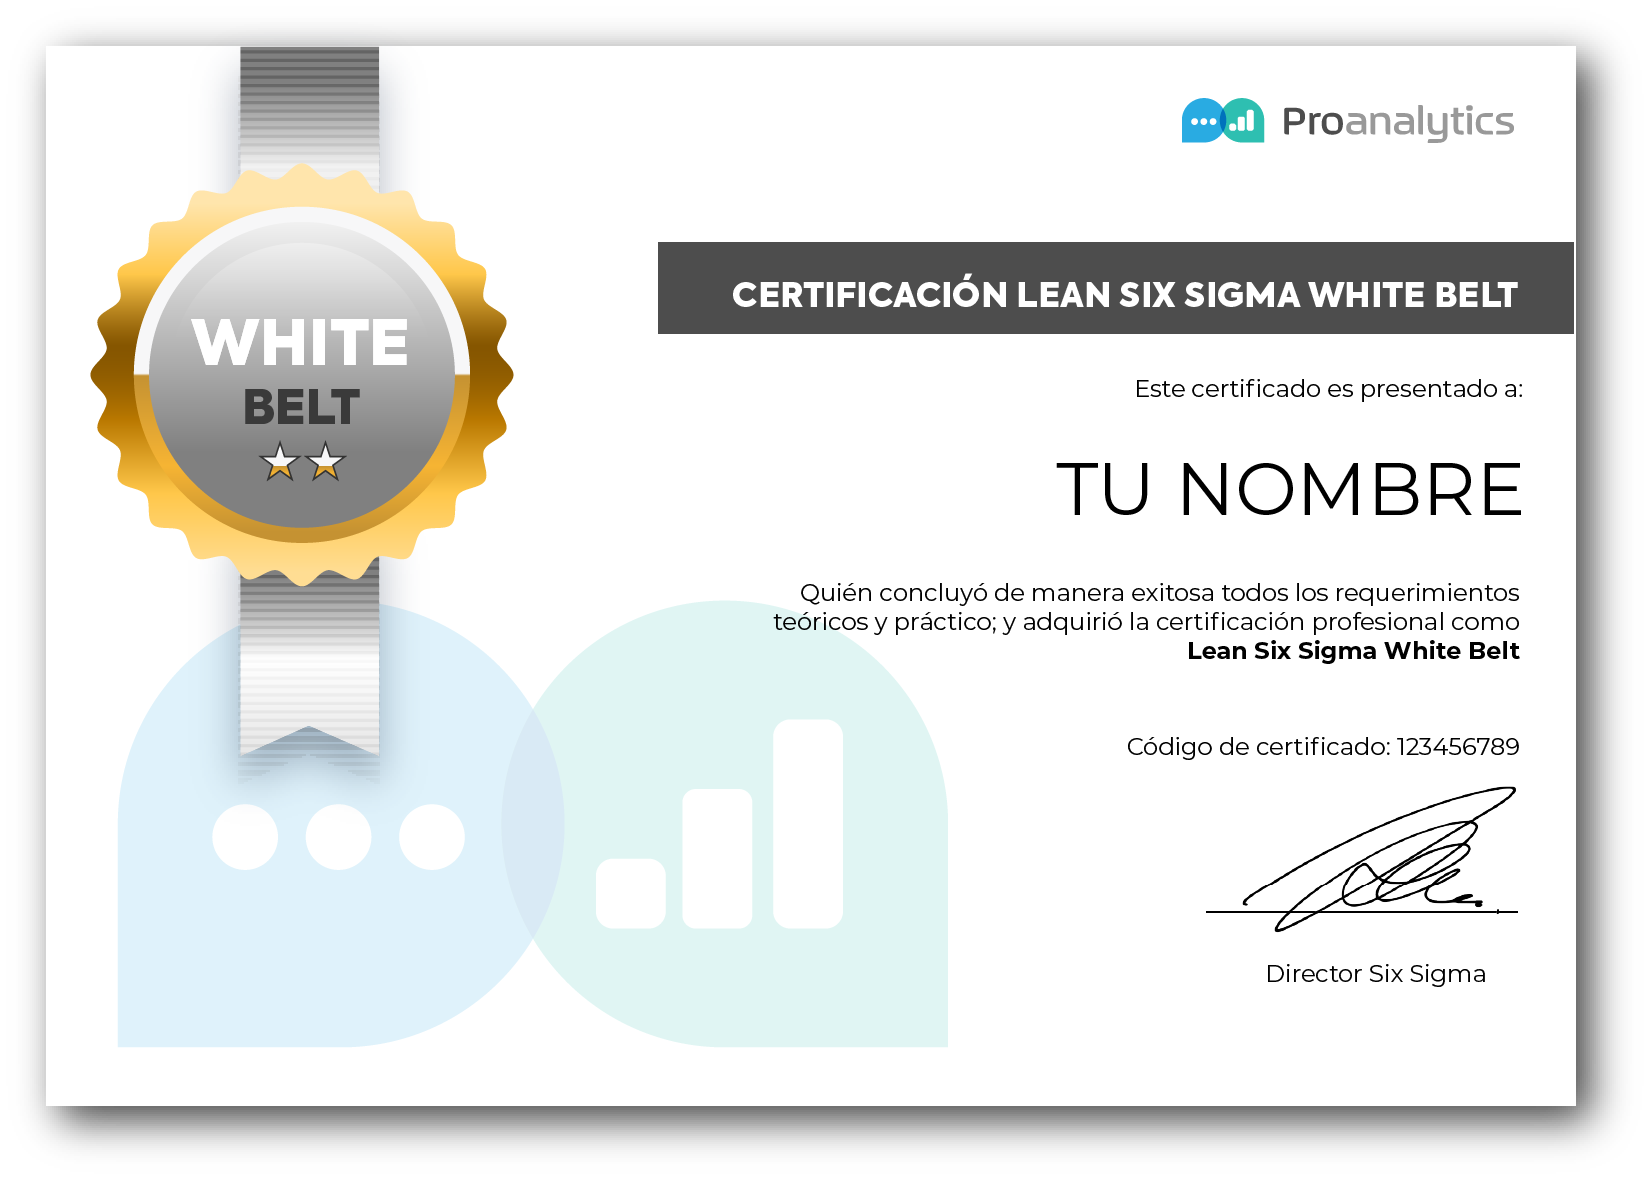 Proanalytics
CERTIFICACIÓN LEAN SIX SIGMA WHITE BELT
WHITE
BELT
Este certificado es presentado a:
TU NOMBRE
Quién concluyó de manera exitosa todos los requerimientos
teóricos y práctico; y adquirió la certificación profesional como
Lean Six Sigma White Belt
Código de certificado: 123456789
Director Six Sigma